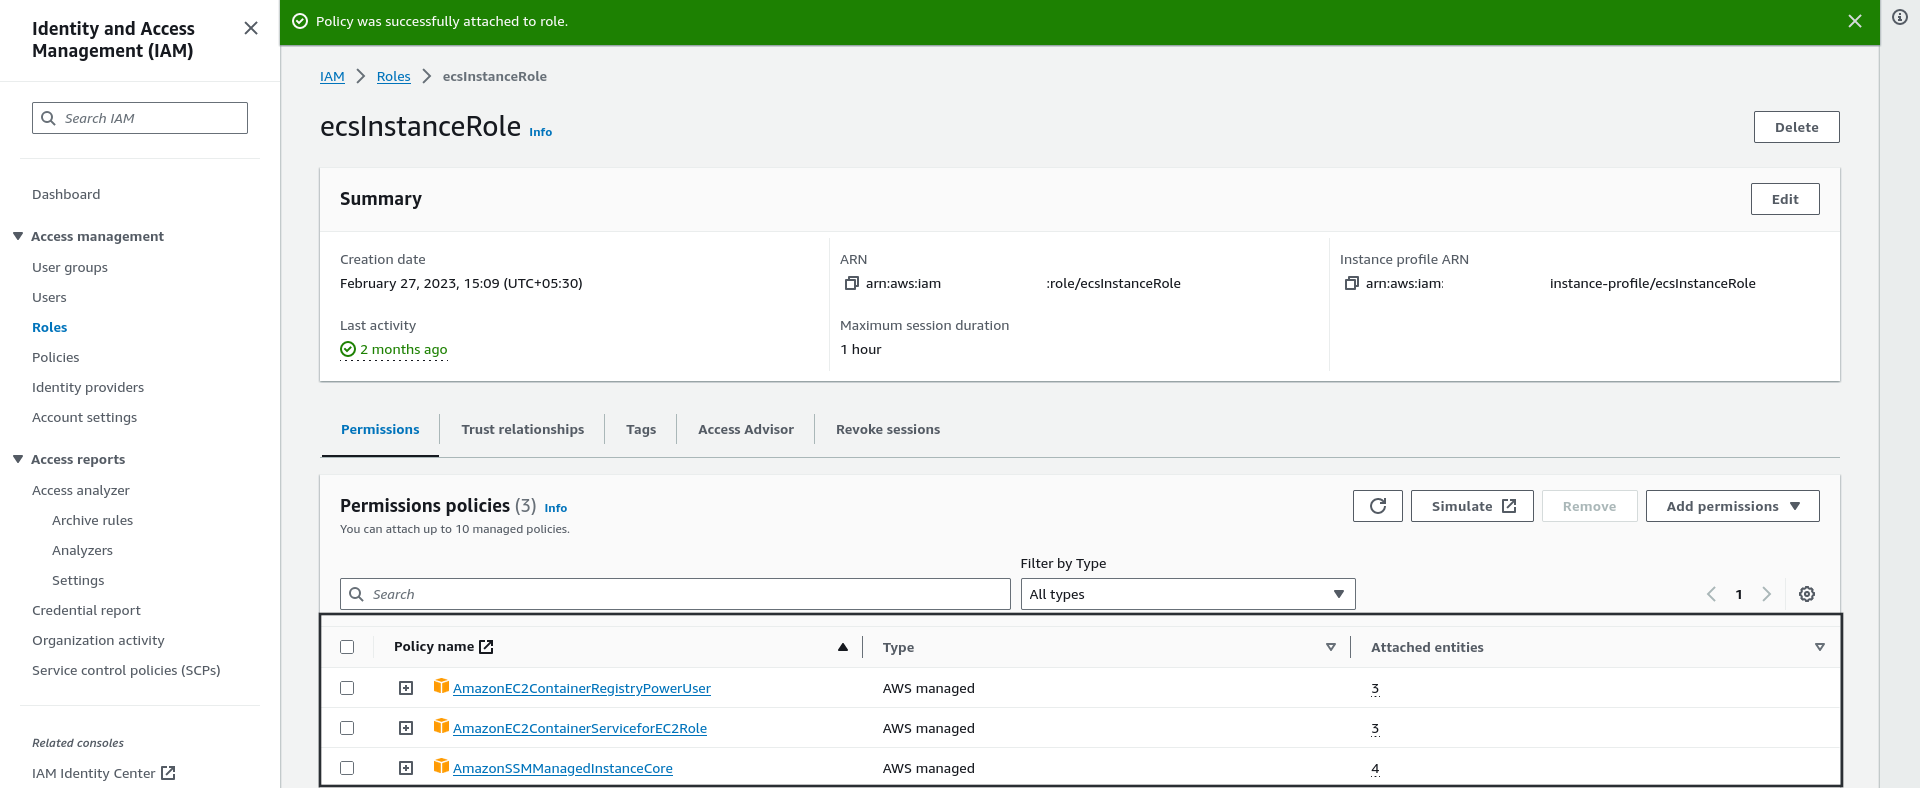 Identity and Access
Management (IAM)
Search IAM
Dashboard
Access management
User groups
Users
Roles
Policies
Identity providers
Account settings
Access reports
Access analyzer
Archive rules
Analyzers
Settings
Credential report
Organization activity
Service control policies (SCPs)
Related consoles
IAM Identity Center
Policy was successfully attached to role.
IAM Roles ecsInstanceRole
ecsInstanceRole Info
Delete
Summary
Edit
Creation date
February 27, 2023, 15:09 (UTC+05:30)
Last activity
2 months ago
ARN
arn:aws:iam :role/ecsInstanceRole
Maximum session duration
1 hour
Instance profile ARN
arn:aws:iam: instance-profile/ecsInstanceRole
Permissions Trust relationships Tags Access Advisor Revoke sessions
Permissions policies (3) Info
You can attach up to 10 managed policies.
Simulate Remove Add permissions
Filter by Type
Search All types 1
Policy name Type Attached entities
AmazonEC2ContainerRegistryPowerUser AWS managed 3
AmazonEC2ContainerServiceforEC2Role AWS managed 3
AmazonSSMManagedInstanceCore AWS managed 4